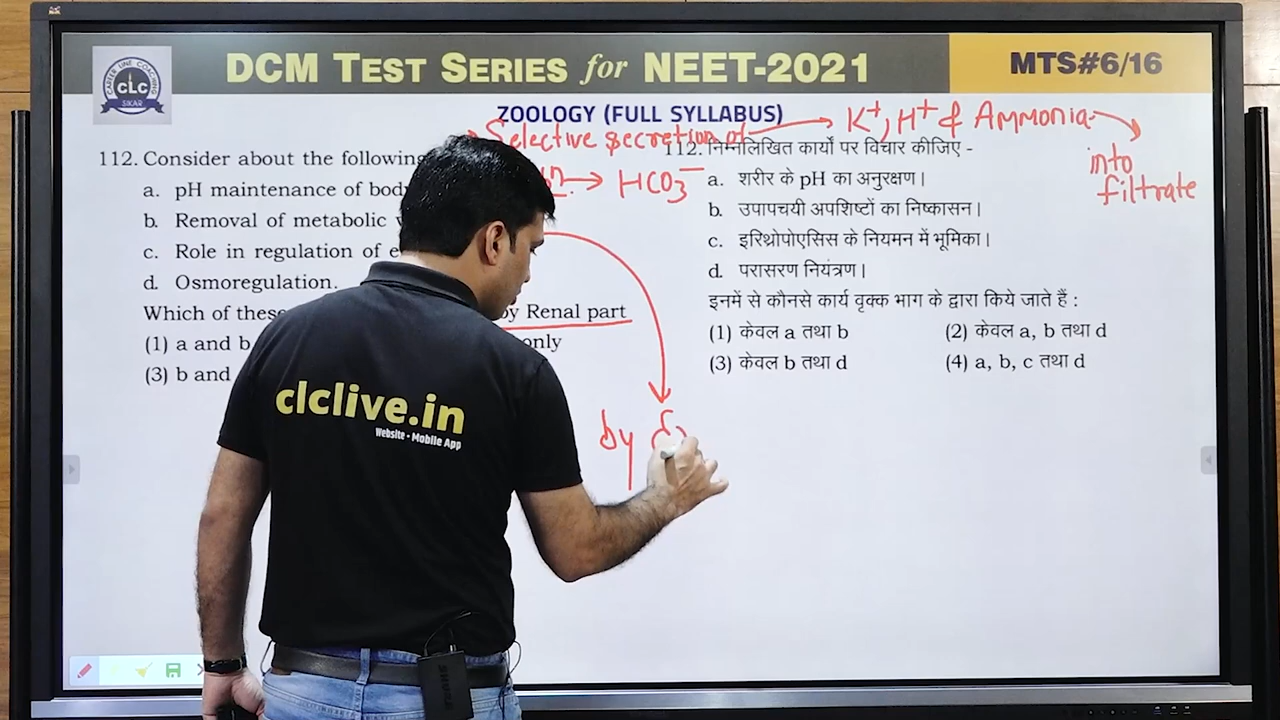 DCM TEST SERIES for NEET-2021
MTS#6/16
CAREER LINE COACHING
CLC
SIKAR
ZOOLOGY (FULL SYLLABUS)
Selective secretion of → K+, H+ & Ammonia
into
filtrate
→ HCO3−
112. Consider about the following
a. pH maintenance of body
b. Removal of metabolic
c. Role in regulation of
d. Osmoregulation.
Which of these
by Renal part
(1) a and b
only
(3) b and
112. निम्नलिखित कार्यों पर विचार कीजिए -
a. शरीर के pH का अनुरक्षण।
b. उपापचयी अपशिष्टों का निष्कासन।
c. इरिथ्रोपोएसिस के नियमन में भूमिका।
d. परासरण नियंत्रण।
इनमें से कौनसे कार्य वृक्क भाग के द्वारा किये जाते हैं :
(1) केवल a तथा b
(2) केवल a, b तथा d
(3) केवल b तथा d
(4) a, b, c तथा d
by
clclive.in
Website • Mobile App
SHURE